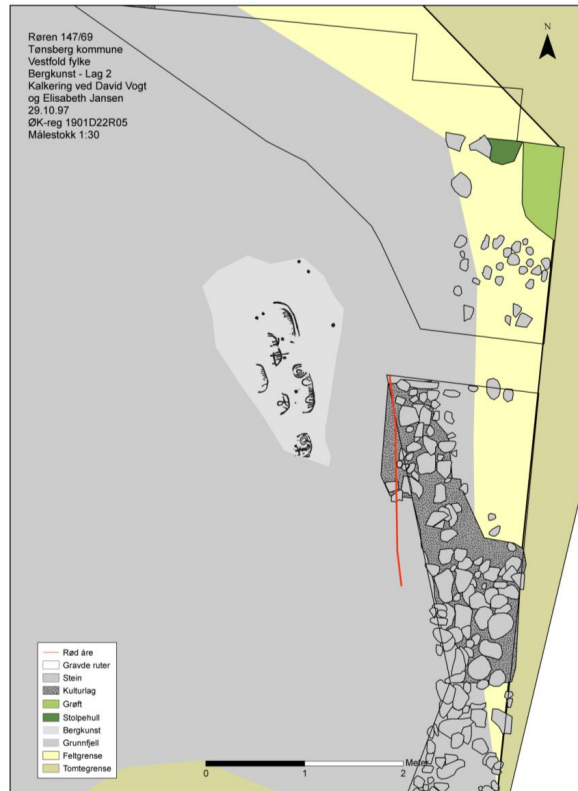 Røren 147/69
Tønsberg kommune
Vestfold fylke
Bergkunst - Lag 2
Kalkering ved David Vogt
og Elisabeth Jansen
29.10.97
ØK-reg 1901D22R05
Målestokk 1:30
N
Rød åre
Gravde ruter
Stein
Kulturlag
Grøft
Stolpehull
Bergkunst
Grunnfjell
Feltgrense
Tomtegrense
Meter
0 1 2